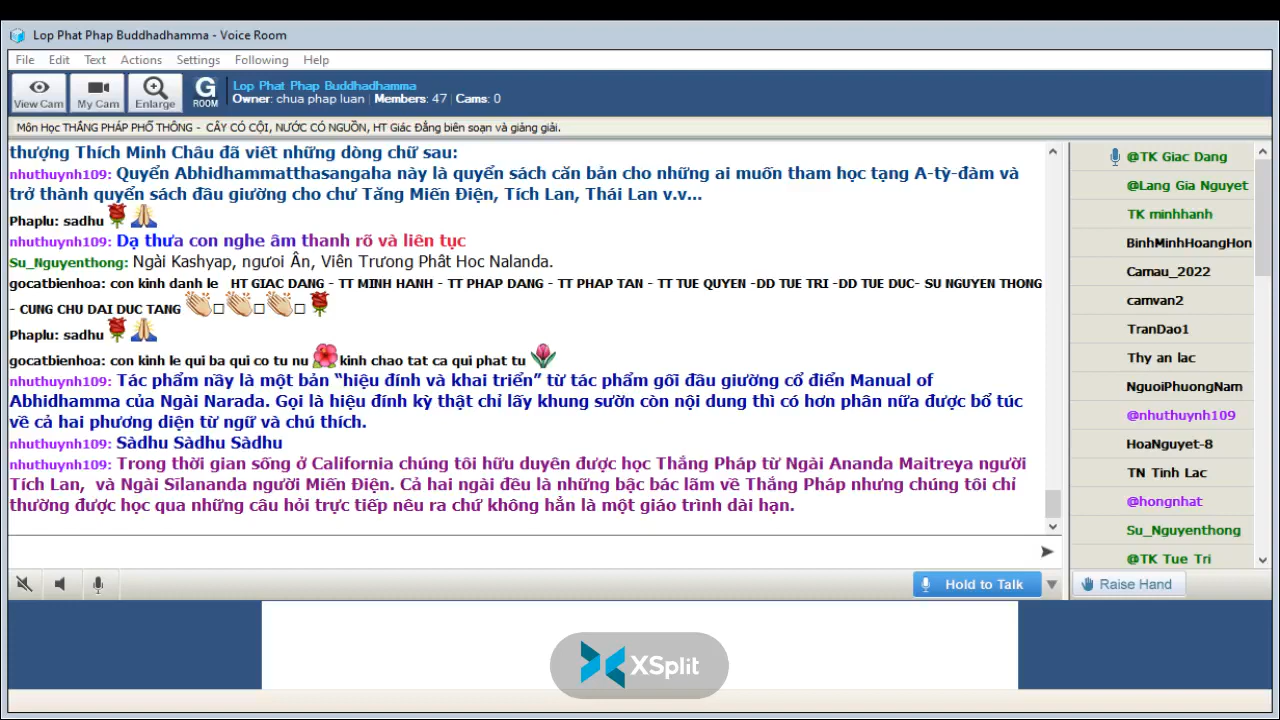 Lop Phat Phap Buddhadhamma - Voice Room
File Edit Text Actions Settings Following Help
View Cam My Cam Enlarge G ROOM
Lop Phat Phap Buddhadhamma
Owner: chua phap luan | Members: 47 | Cams: 0
Môn Học THẮNG PHÁP PHỔ THÔNG - CÂY CÓ CỘI, NƯỚC CÓ NGUỒN, HT Giác Đẳng biên soạn và giảng giải.
thượng Thích Minh Châu đã viết những dòng chữ sau:
nhuthuynh109: Quyển Abhidhammatthasangaha này là quyển sách căn bản cho những ai muốn tham học tạng A-tỳ-đàm và
trở thành quyển sách đầu giường cho chư Tăng Miến Điện, Tích Lan, Thái Lan v.v...
Phaplu: sadhu
nhuthuynh109: Dạ thưa con nghe âm thanh rõ và liên tục
Su_Nguyenthong: Ngài Kashyap, ngươi Ân, Viên Trương Phât Hoc Nalanda.
gocatbienhoa: con kinh danh le HT GIAC DANG - TT MINH HANH - TT PHAP DANG - TT PHAP TAN - TT TUE QUYEN -DD TUE TRI -DD TUE DUC- SU NGUYEN THONG
- CUNG CHU DAI DUC TANG
Phaplu: sadhu
gocatbienhoa: con kinh le qui ba qui co tu nu kinh chao tat ca qui phat tu
nhuthuynh109: Tác phẩm nầy là một bản “hiệu đính và khai triển” từ tác phẩm gối đầu giường cổ điển Manual of
Abhidhamma của Ngài Narada. Gọi là hiệu đính kỳ thật chỉ lấy khung sườn còn nội dung thì có hơn phân nữa được bổ túc
về cả hai phương diện từ ngữ và chú thích.
nhuthuynh109: Sàdhu Sàdhu Sàdhu
nhuthuynh109: Trong thời gian sống ở California chúng tôi hữu duyên được học Thắng Pháp từ Ngài Ananda Maitreya người
Tích Lan, và Ngài Silananda người Miến Điện. Cả hai ngài đều là những bậc bác lãm về Thắng Pháp nhưng chúng tôi chỉ
thường được học qua những câu hỏi trực tiếp nêu ra chứ không hẳn là một giáo trình dài hạn.
@TK Giac Dang
@Lang Gia Nguyet
TK minhhanh
BinhMinhHoangHon
Camau_2022
camvan2
TranDao1
Thy an lac
NguoiPhuongNam
@nhuthuynh109
HoaNguyet-8
TN Tinh Lac
@hongnhat
Su_Nguyenthong
@TK Tue Tri
Hold to Talk
Raise Hand
XSplit